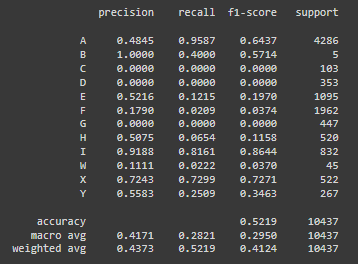 precision recall f1-score support
A 0.4845 0.9587 0.6437 4286
B 1.0000 0.4000 0.5714 5
C 0.0000 0.0000 0.0000 103
D 0.0000 0.0000 0.0000 353
E 0.5216 0.1215 0.1970 1095
F 0.1790 0.0209 0.0374 1962
G 0.0000 0.0000 0.0000 447
H 0.5075 0.0654 0.1158 520
I 0.9188 0.8161 0.8644 832
W 0.1111 0.0222 0.0370 45
X 0.7243 0.7299 0.7271 522
Y 0.5583 0.2509 0.3463 267
accuracy 0.5219 10437
macro avg 0.4171 0.2821 0.2950 10437
weighted avg 0.4373 0.5219 0.4124 10437